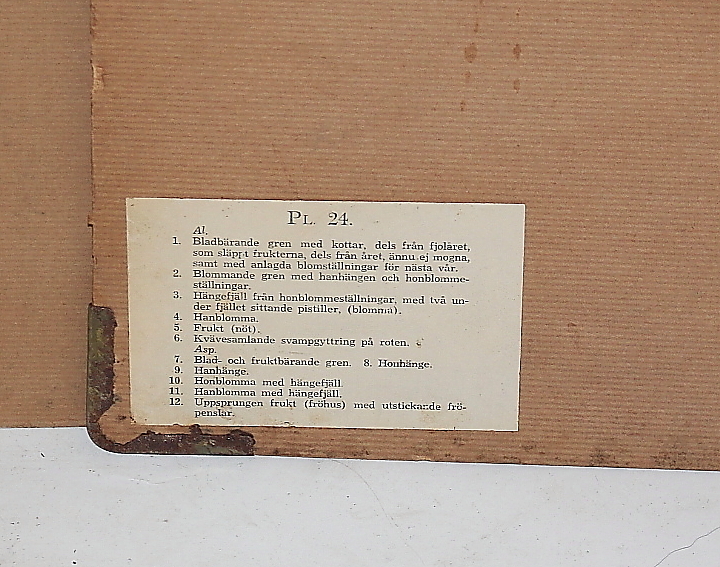 PL. 24.
Al.
1. Bladbärande gren med kottar, dels från fjolåret,
som släppt frukterna, dels från året, ännu ej mogna,
samt med anlagda blomställningar för nästa vår.
2. Blommande gren med hanhängen och honblomme-
ställningar.
3. Hängefjäll från honblommeställningar, med två un-
der fjället sittande pistiller, (blomma).
4. Hanblomma.
5. Frukt (nöt).
6. Kvävesamlande svampgyttring på roten.
Asp.
7. Blad- och fruktbärande gren. 8. Honhänge.
9. Hanhänge.
10. Honblomma med hängefjäll.
11. Hanblomma med hängefjäll.
12. Uppsprungen frukt (fröhus) med utstickande frö-
penslar.